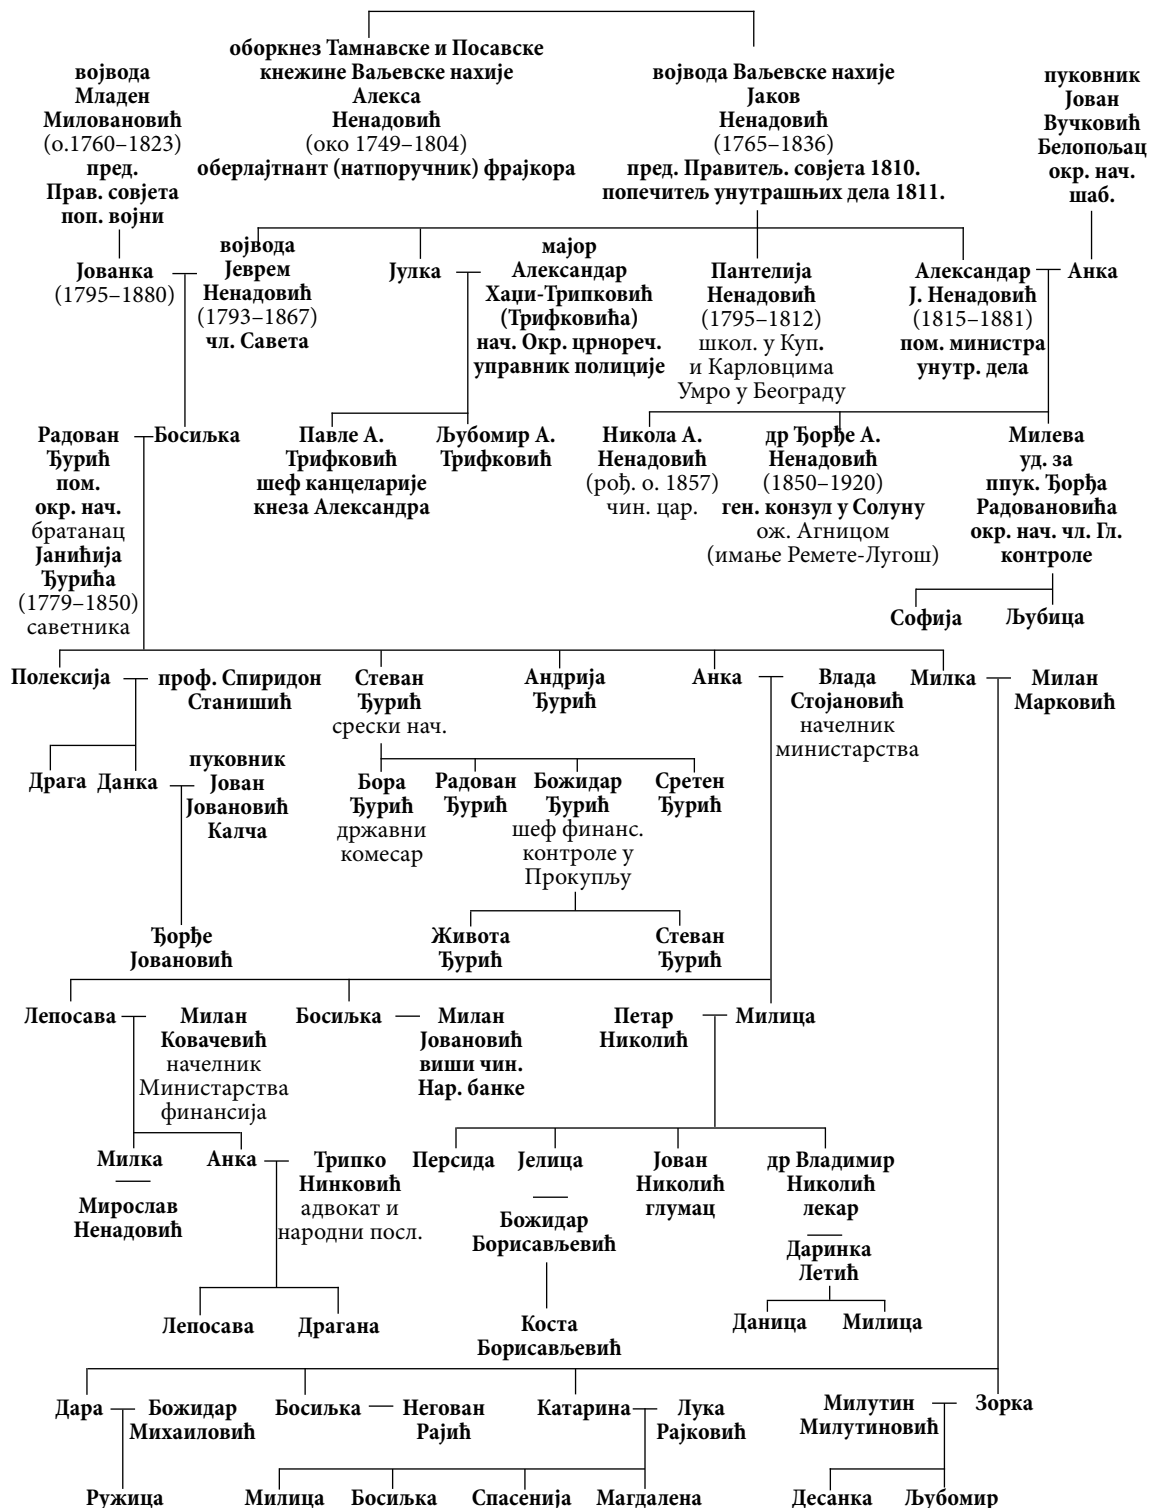 оборкнез Тамнавске и Посавске
кнежине Ваљевске нахије
Алекса
Ненадовић
(око 1749–1804)
оберлајтнант (натпоручник) фрајкора
војвода Ваљевске нахије
Јаков
Ненадовић
(1765–1836)
пред. Правитељ. совјета 1810.
попечитељ унутрашњих дела 1811.
војвода
Младен
Миловановић
(о.1760–1823)
пред.
Прав. совјета
поп. војни
пуковник
Јован
Вучковић
Белопољац
окр. нач.
шаб.
Јованка
(1795–1880)
војвода
Јеврем
Ненадовић
(1793–1867)
чл. Савета
Јулка
мајор
Александар
Хаџи-Трипковић
(Трифковића)
нач. Окр. црнореч.
управник полиције
Пантелија
Ненадовић
(1795–1812)
школ. у Куп.
и Карловцима
Умро у Београду
Александар
Ј. Ненадовић
(1815–1881)
пом. министра
унутр. дела
Анка
Радован
Ђурић
пом.
окр. нач.
братанац
Јанићија
Ђурића
(1779–1850)
саветника
Босиљка
Павле А.
Трифковић
шеф канцеларије
кнеза Александра
Љубомир А.
Трифковић
Никола А.
Ненадовић
(рођ. о. 1857)
чин. цар.
др Ђорђе А.
Ненадовић
(1850–1920)
ген. конзул у Солуну
ож. Агницом
(имање Ремете-Лугош)
Милева
уд. за
ппук. Ђорђа
Радовановића
окр. нач. чл. Гл.
контроле
Софија
Љубица
Полексија
проф. Спиридон
Станишић
Стеван
Ђурић
срески нач.
Андрија
Ђурић
Анка
Влада
Стојановић
начелник
министарства
Милка
Милан
Марковић
Драга
Данка
пуковник
Јован
Јовановић
Калча
Бора
Ђурић
државни
комесар
Радован
Ђурић
Божидар
Ђурић
шеф финанс.
контроле у
Прокупљу
Сретен
Ђурић
Ђорђе
Јовановић
Живота
Ђурић
Стеван
Ђурић
Лепосава
Милан
Ковачевић
начелник
Министарства
финансија
Босиљка
Милан
Јовановић
виши чин.
Нар. банке
Петар
Николић
Милица
Милка
Мирослав
Ненадовић
Анка
Трипко
Нинковић
адвокат и
народни посл.
Персида
Јелица
Божидар
Борисављевић
Јован
Николић
глумац
др Владимир
Николић
лекар
Даринка
Летић
Лепосава
Драгана
Коста
Борисављевић
Даница
Милица
Дара
Божидар
Михаиловић
Босиљка
Негован
Рајић
Катарина
Лука
Рајковић
Милутин
Милутиновић
Зорка
Ружица
Милица
Босиљка
Спасенија
Магдалена
Десанка
Љубомир